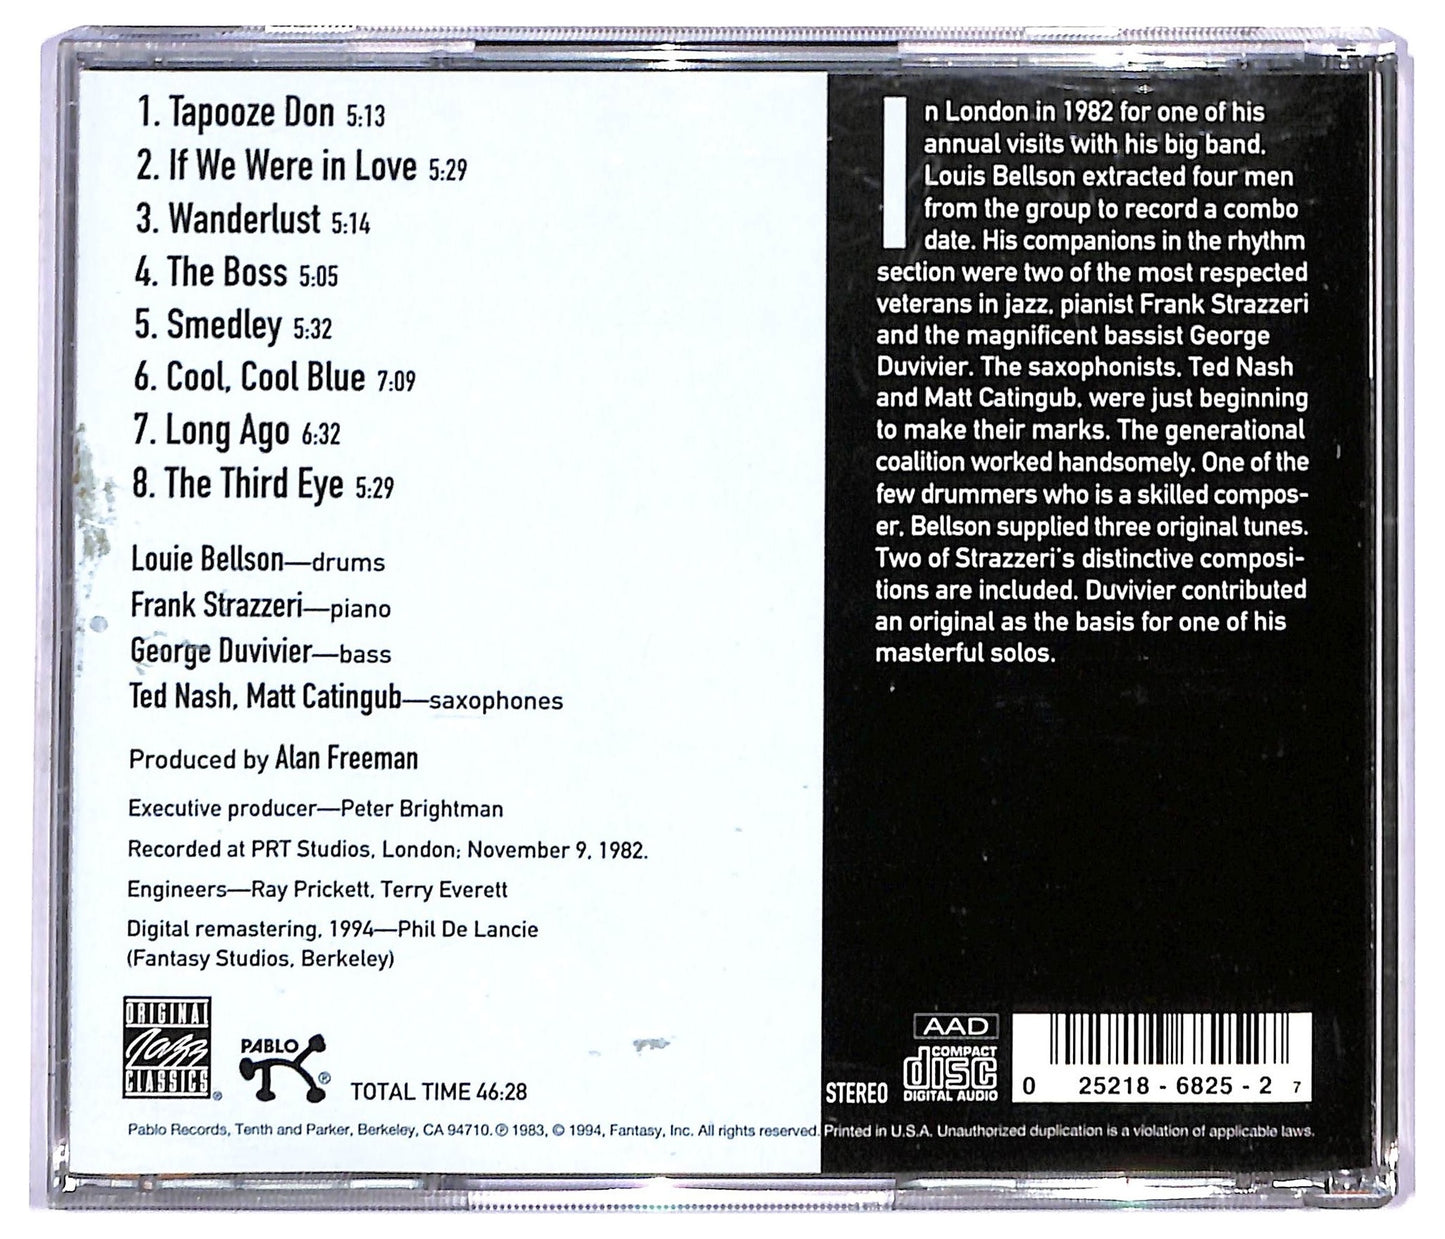 1. Tapooze Don 5:13
2. If We Were in Love 5:29
3. Wanderlust 5:14
4. The Boss 5:05
5. Smedley 5:32
6. Cool, Cool Blue 7:09
7. Long Ago 6:32
8. The Third Eye 5:29
Louie Bellson—drums
Frank Strazzeri—piano
George Duvivier—bass
Ted Nash, Matt Catingub—saxophones
Produced by Alan Freeman
Executive producer—Peter Brightman
Recorded at PRT Studios, London; November 9, 1982.
Engineers—Ray Prickett, Terry Everett
Digital remastering, 1994—Phil De Lancie
(Fantasy Studios, Berkeley)
ORIGINAL
Jazz
CLASSICS®
PABLO®
TOTAL TIME 46:28
In London in 1982 for one of his
annual visits with his big band,
Louis Bellson extracted four men
from the group to record a combo
date. His companions in the rhythm
section were two of the most respected
veterans in jazz, pianist Frank Strazzeri
and the magnificent bassist George
Duvivier. The saxophonists, Ted Nash
and Matt Catingub, were just beginning
to make their marks. The generational
coalition worked handsomely. One of the
few drummers who is a skilled compos-
er, Bellson supplied three original tunes.
Two of Strazzeri's distinctive composi-
tions are included. Duvivier contributed
an original as the basis for one of his
masterful solos.
STEREO
AAD
COMPACT
disc
DIGITAL AUDIO
0 25218-6825-2 7
Pablo Records, Tenth and Parker, Berkeley, CA 94710. ℗ 1983, © 1994, Fantasy, Inc. All rights reserved. Printed in U.S.A. Unauthorized duplication is a violation of applicable laws.